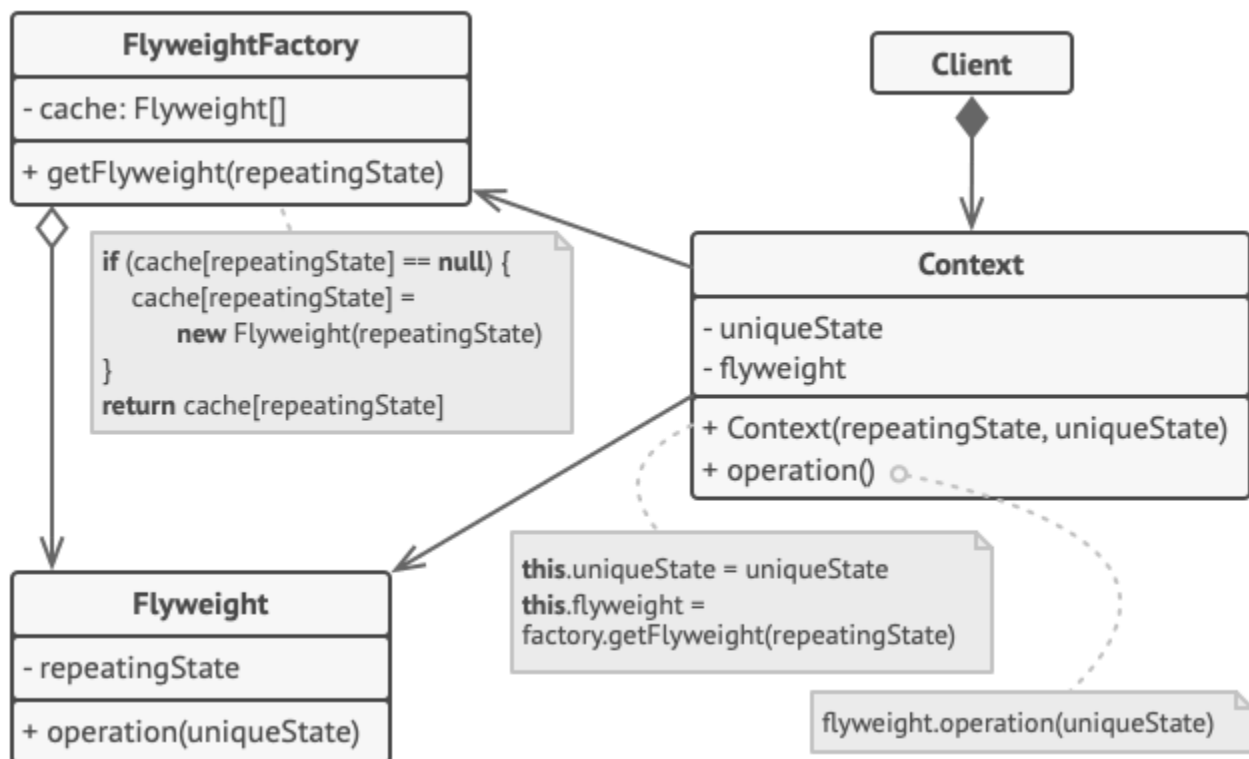 FlyweightFactory
- cache: Flyweight[]
+ getFlyweight(repeatingState)
if (cache[repeatingState] == null) {
cache[repeatingState] =
new Flyweight(repeatingState)
}
return cache[repeatingState]
Client
Context
- uniqueState
- flyweight
+ Context(repeatingState, uniqueState)
+ operation()
this.uniqueState = uniqueState
this.flyweight =
factory.getFlyweight(repeatingState)
flyweight.operation(uniqueState)
Flyweight
- repeatingState
+ operation(uniqueState)